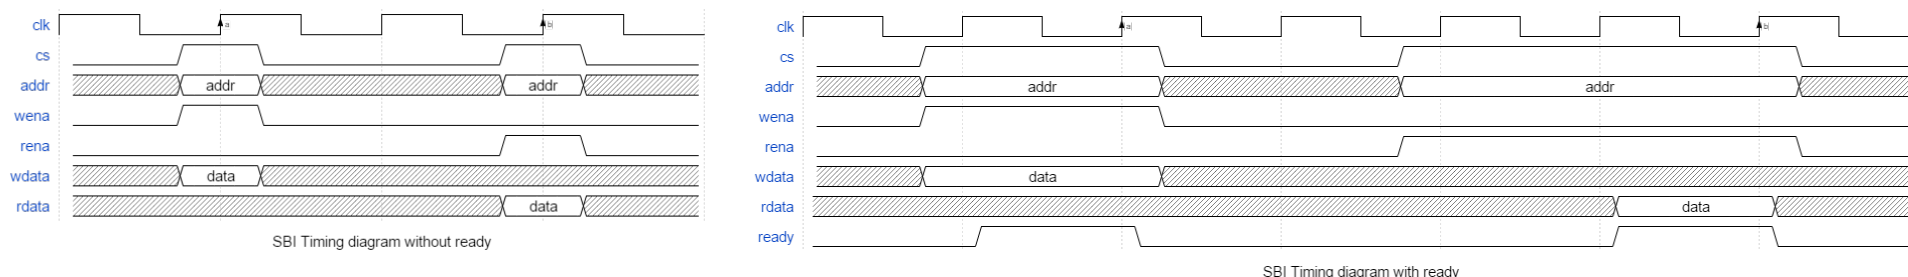 clk a b
cs
addr addr addr
wena
rena
wdata data
rdata data
SBI Timing diagram without ready
clk a b
cs
addr addr addr
wena
rena
wdata data
rdata data
ready
SBI Timing diagram with ready